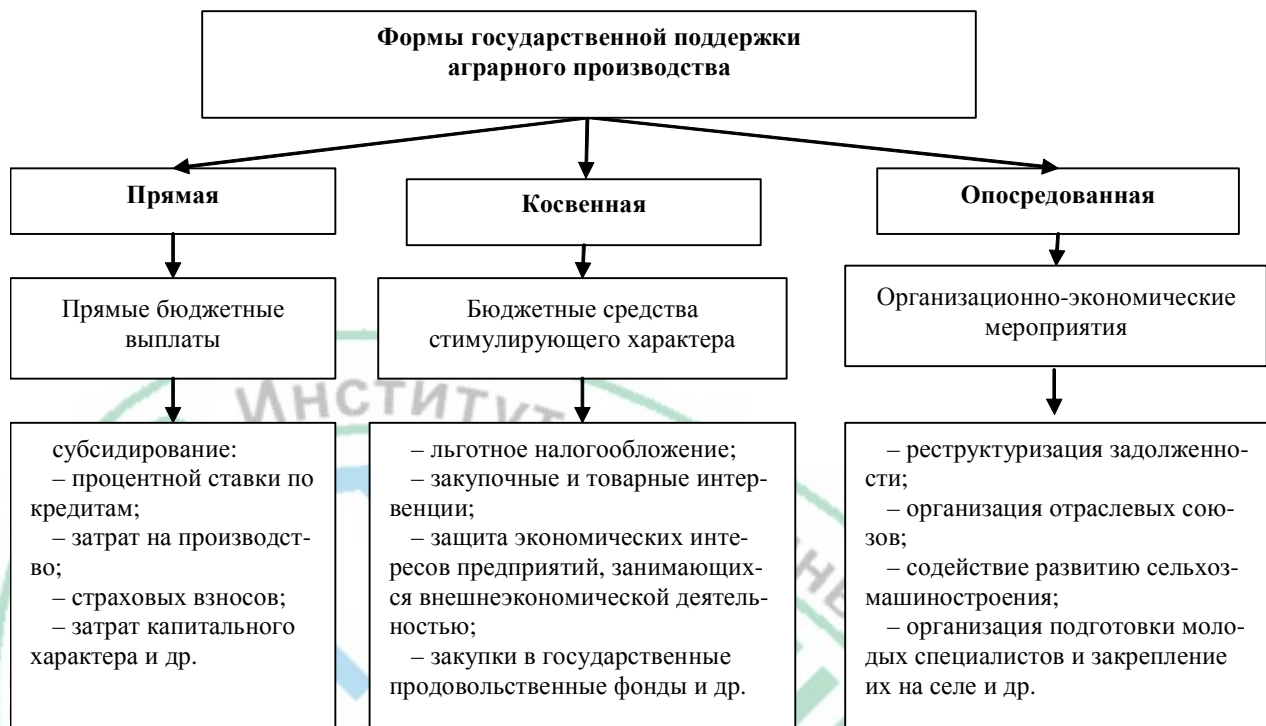 Формы государственной поддержки
аграрного производства
Прямая
Косвенная
Опосредованная
Прямые бюджетные
выплаты
Бюджетные средства
стимулирующего характера
Организационно-экономические
мероприятия
субсидирование:
– процентной ставки по
кредитам;
– затрат на производст-
во;
– страховых взносов;
– затрат капитального
характера и др.
– льготное налогообложение;
– закупочные и товарные интер-
венции;
– защита экономических инте-
ресов предприятий, занимающих-
ся внешнеэкономической деятель-
ностью;
– закупки в государственные
продовольственные фонды и др.
– реструктуризация задолженно-
сти;
– организация отраслевых сою-
зов;
– содействие развитию сельхоз-
машиностроения;
– организация подготовки моло-
дых специалистов и закрепление
их на селе и др.
Институт